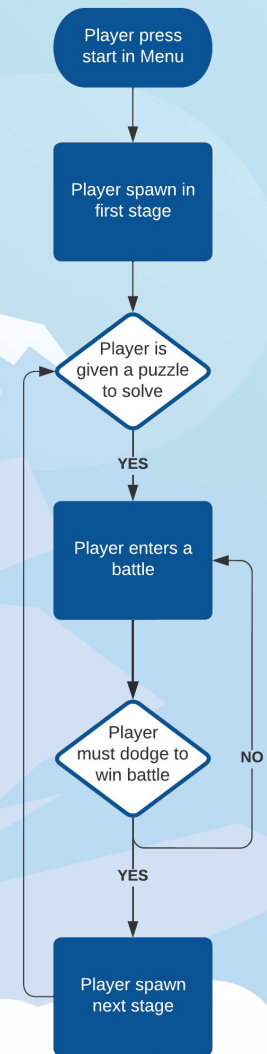 Player press
start in Menu
Player spawn in
first stage
Player is
given a puzzle
to solve
YES
Player enters a
battle
Player
must dodge to
win battle
NO
YES
Player spawn
next stage